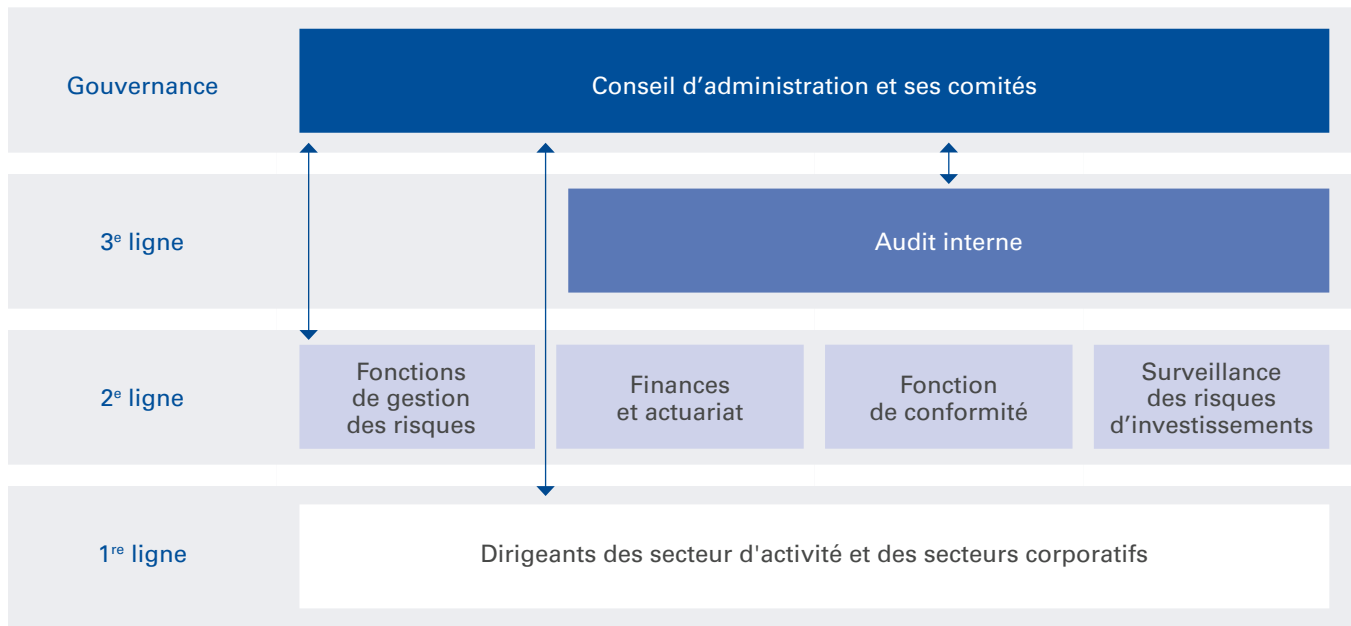 Gouvernance
Conseil d’administration et ses comités
3e ligne
Audit interne
2e ligne
Fonctions
de gestion
des risques
Finances
et actuariat
Fonction
de conformité
Surveillance
des risques
d’investissements
1re ligne
Dirigeants des secteur d'activité et des secteurs corporatifs